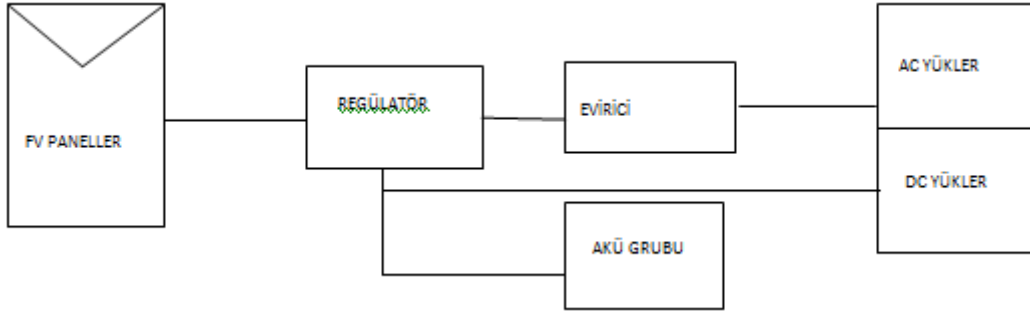 FV PANELLER
REGÜLATÖR
EVİRİCİ
AC YÜKLER
DC YÜKLER
AKÜ GRUBU